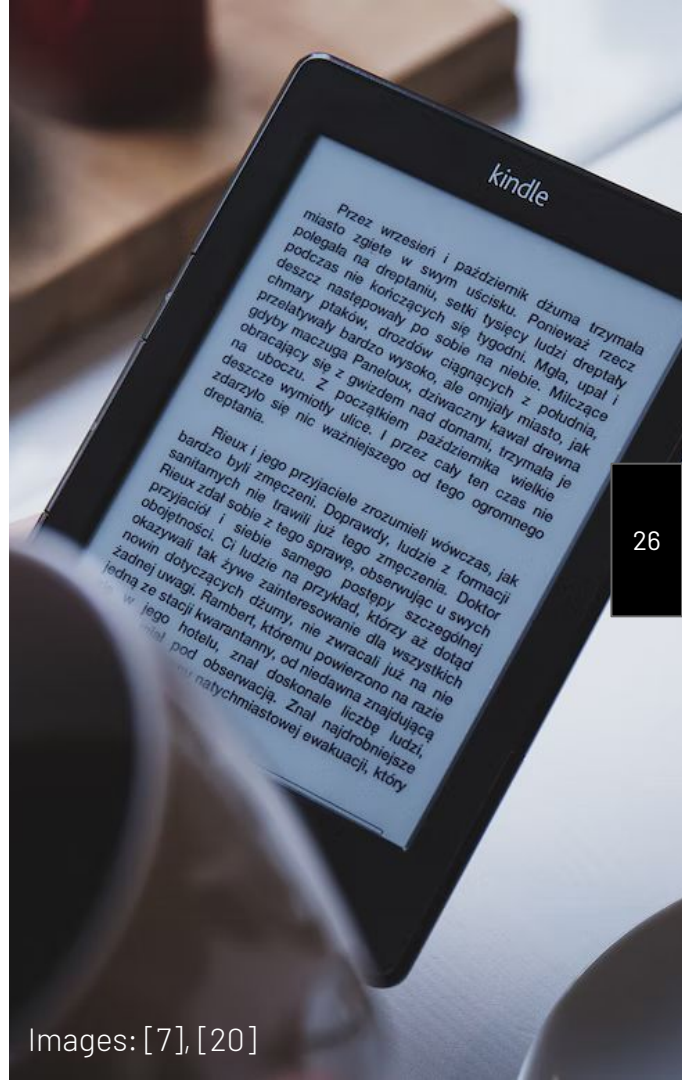 kindle
Przez wrzesień i październik dżuma trzymała
miasto zgięte w swym uścisku. Ponieważ rzecz
polegała na dreptaniu, setki tysięcy ludzi dreptały
podczas nie kończących się tygodni. Mgła, upał i
deszcz następowały po sobie na niebie. Milczące
chmary ptaków, drozdów ciągnących z południa,
przelatywały bardzo wysoko, ale omijały miasto, jak
gdyby maczuga Paneloux, dziwaczny kawał drewna
obracający się z gwizdem nad domami, trzymała je
na uboczu. Z początkiem października wielkie
deszcze wymiotły ulice. I przez cały ten czas nie
zdarzyło się nic ważniejszego od tego ogromnego
dreptania.
Rieux i jego przyjaciele zrozumieli wówczas, jak
bardzo byli zmęczeni. Doprawdy, ludzie z formacji
sanitarnych nie trawili już tego zmęczenia. Doktor
Rieux zdał sobie z tego sprawę, obserwując u swych
przyjaciół i siebie samego postępy szczególnej
obojętności. Ci ludzie na przykład, którzy aż dotąd
okazywali tak żywe zainteresowanie dla wszystkich
nowin dotyczących dżumy, nie zwracali już na nie
żadnej uwagi. Rambert, któremu powierzono na razie
jedną ze stacji kwarantanny, od niedawna znajdującą
się w jego hotelu, znał doskonale liczbę ludzi,
pod obserwacją. Znał najdrobniejsze
natychmiastowej ewakuacji, który
26
Images: [7], [20]